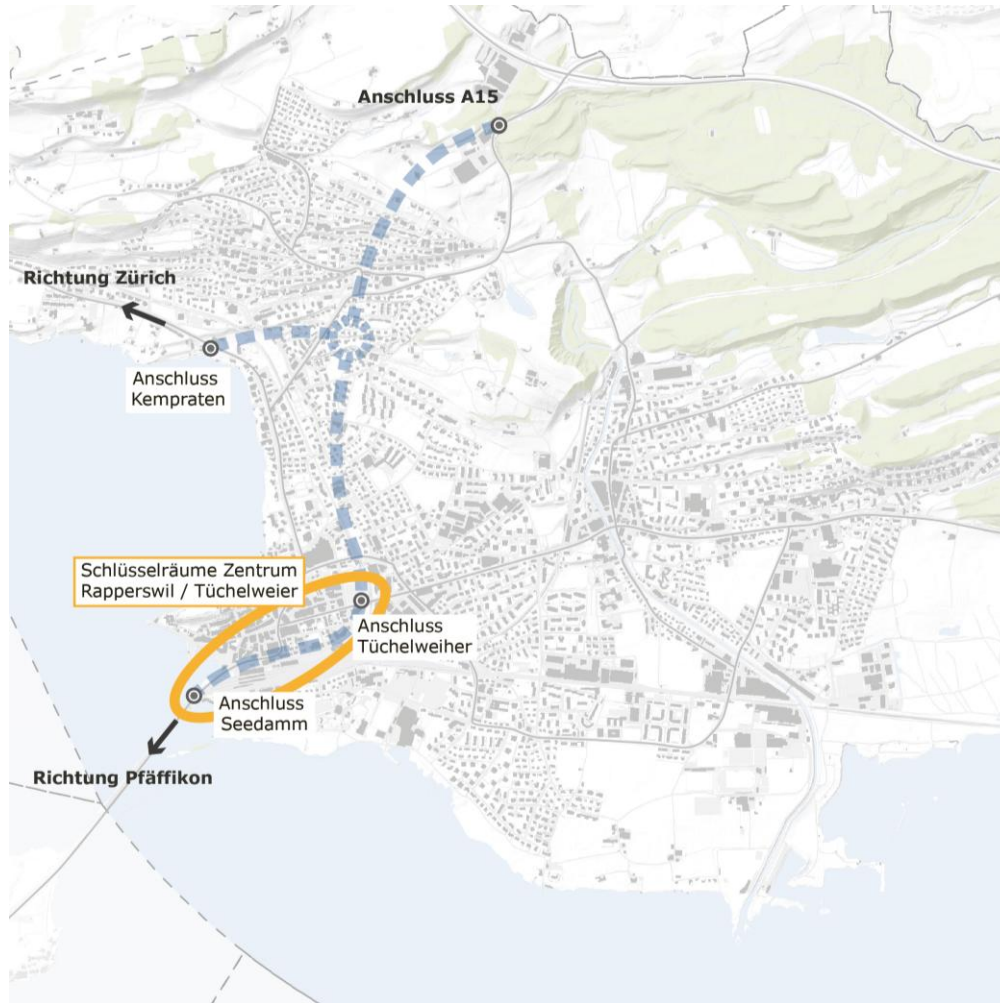 Anschluss A15
Richtung Zürich
Anschluss
Kempraten
Schlüsselräume Zentrum
Rapperswil / Tüchelweier
Anschluss
Tüchelweiher
Anschluss
Seedamm
Richtung Pfäffikon